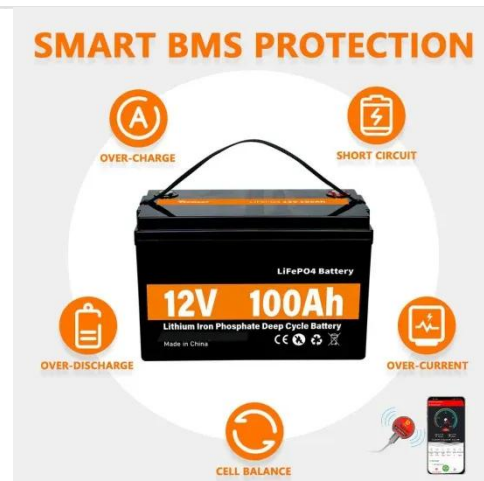 SMART BMS PROTECTION
A
OVER-CHARGE
SHORT CIRCUIT
LiFePO4 Battery
12V 100Ah
Lithium Iron Phosphate Deep Cycle Battery
Made in China
CE
OVER-DISCHARGE
OVER-CURRENT
CELL BALANCE